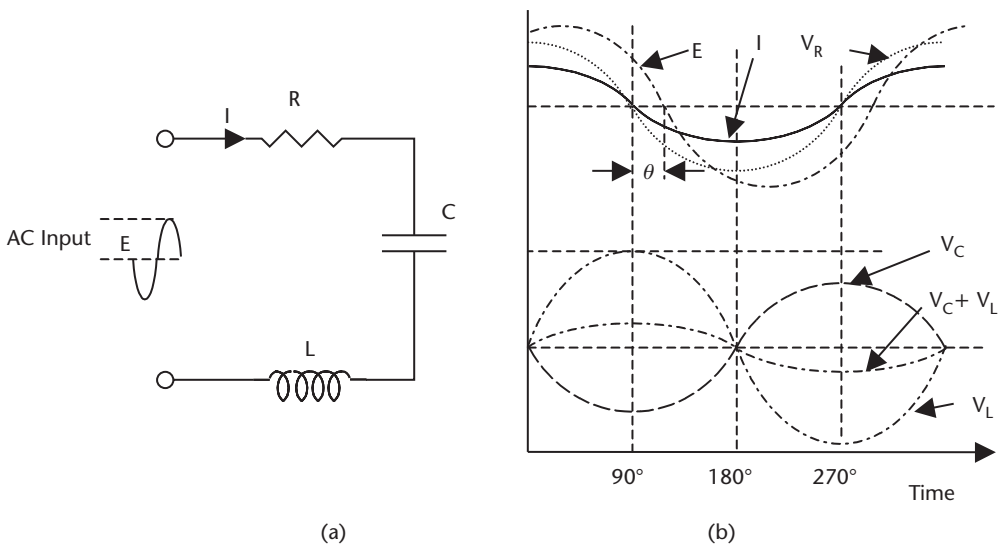 I
R
C
AC Input
E
L
(a)
E
I
V_R
θ
V_C
V_C + V_L
V_L
90°
180°
270°
Time
(b)